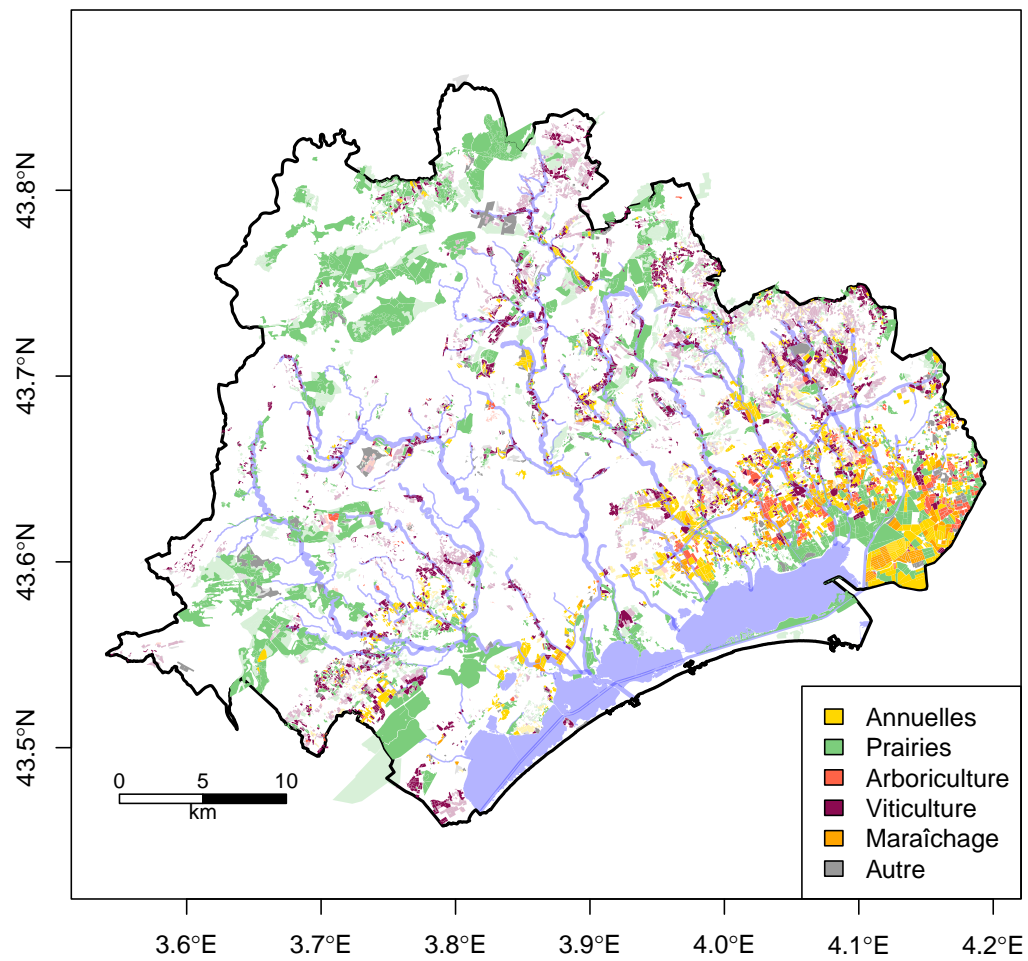 43.8°N
43.7°N
43.6°N
43.5°N
0 5 10
km
Annuelles
Prairies
Arboriculture
Viticulture
Maraîchage
Autre
3.6°E 3.7°E 3.8°E 3.9°E 4.0°E 4.1°E 4.2°E